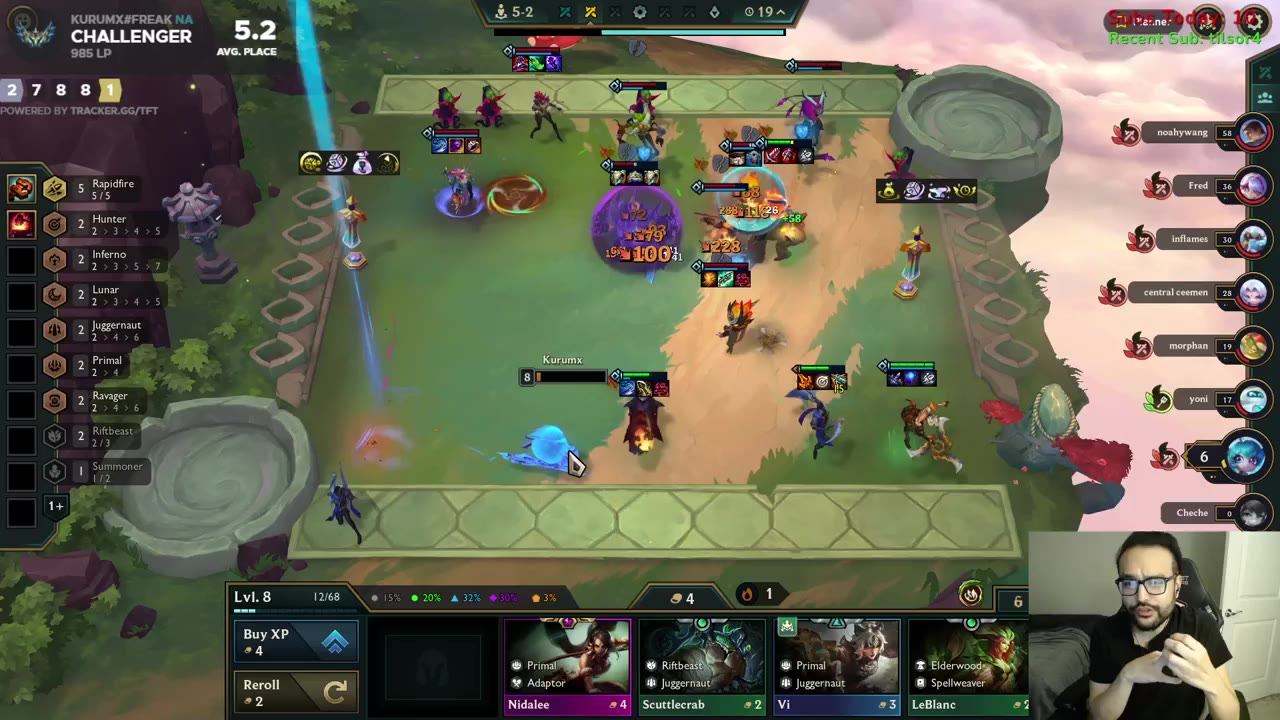 KURUMX#FREAK NA
CHALLENGER
985 LP
5.2
AVG. PLACE
2 7 8 8 1
POWERED BY TRACKER.GG/TFT
5-2
19
Subs Today: 10
Recent Sub: tilsor4
5 Rapidfire
5 / 5
2 Hunter
2 > 3 > 4 > 5
2 Inferno
2 > 3 > 5 > 7
2 Lunar
2 > 3 > 4 > 5
2 Juggernaut
2 > 4 > 6
2 Primal
2 > 4
2 Ravager
2 > 4 > 6
2 Riftbeast
2 / 3
1 Summoner
1 / 2
1+
noahywang 58
Fred 36
inflames 30
central ceemen 28
morphan 19
yoni 17
6
Cheche 0
+58
228
Kurumx
8
Lvl. 8
12/68
15% 20% 32% 30% 3%
4
1
6
Buy XP
4
Reroll
2
Primal
Adaptor
Nidalee 4
Riftbeast
Juggernaut
Scuttlecrab 2
Primal
Juggernaut
Vi 3
Elderwood
Spellweaver
LeBlanc